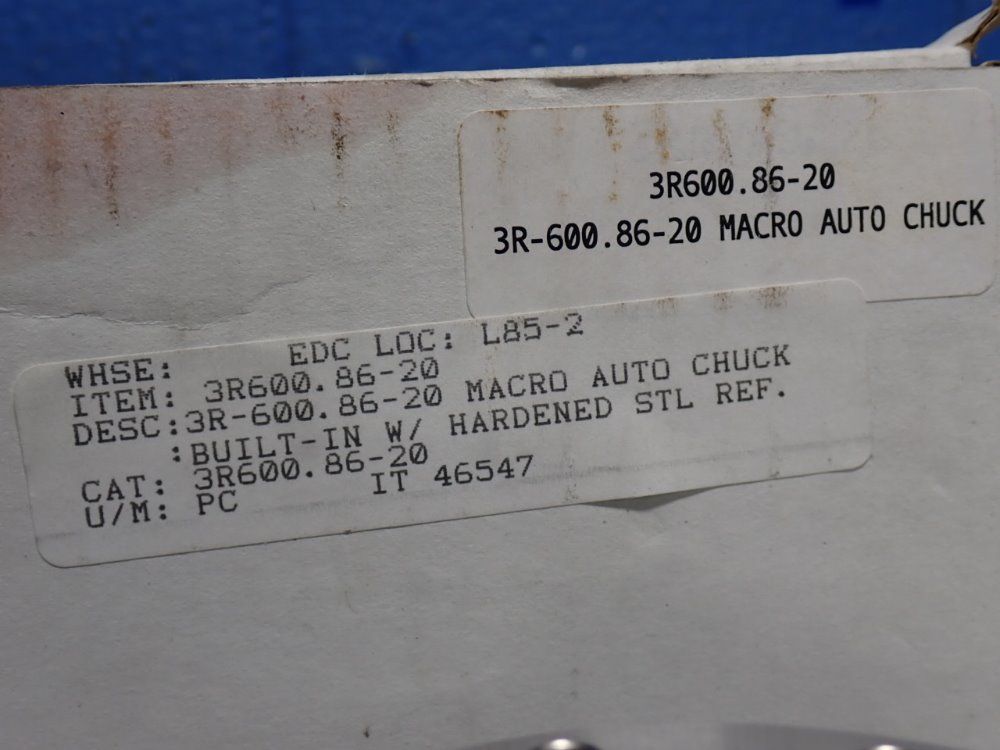 3R600.86-20
3R-600.86-20 MACRO AUTO CHUCK
WHSE: EDC LOC: L85-2
ITEM: 3R600.86-20
DESC:3R-600.86-20 MACRO AUTO CHUCK
:BUILT-IN W/ HARDENED STL REF.
CAT: 3R600.86-20
U/M: PC IT 46547